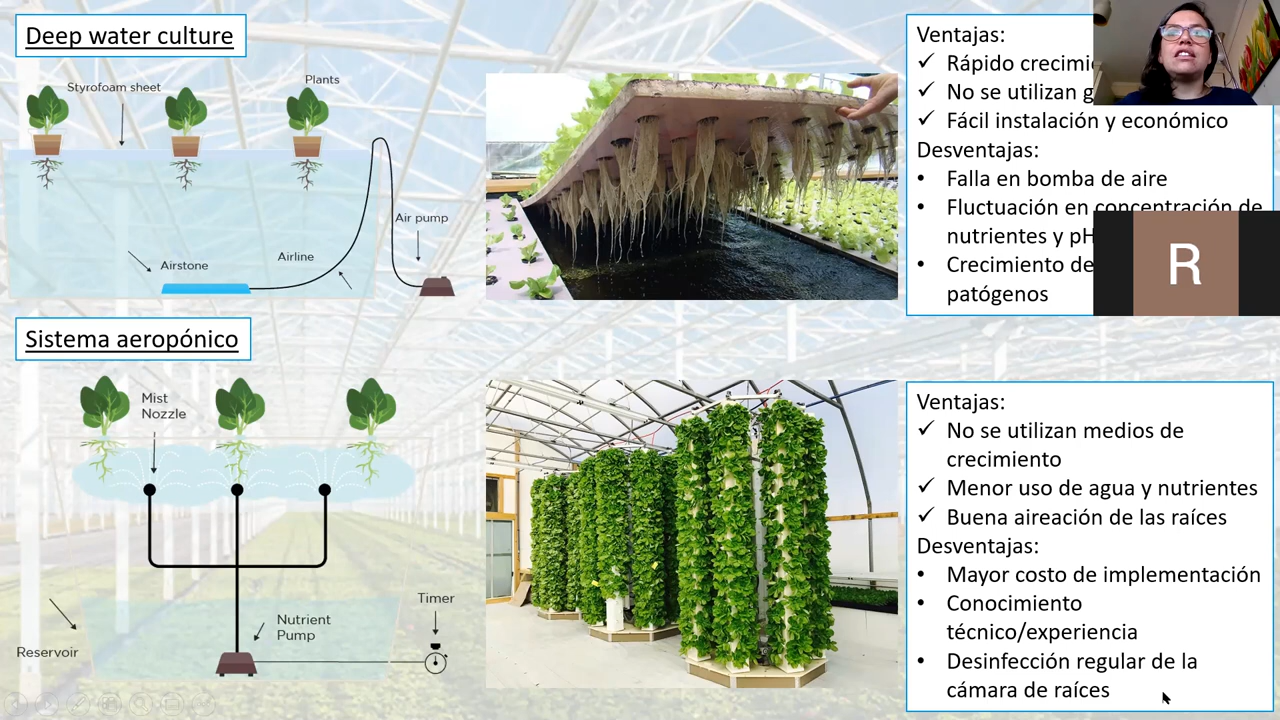 Deep water culture
Styrofoam sheet
Plants
Air pump
Airstone
Airline
Ventajas:
Rápido
No se utilizan
Fácil instalación y económico
Desventajas:
Falla en bomba de aire
Fluctuación en concentración de
nutrientes y pH
Crecimiento de
patógenos
R
Sistema aeropónico
Mist
Nozzle
Nutrient
Pump
Timer
Reservoir
Ventajas:
No se utilizan medios de
crecimiento
Menor uso de agua y nutrientes
Buena aireación de las raíces
Desventajas:
Mayor costo de implementación
Conocimiento
técnico/experiencia
Desinfección regular de la
cámara de raíces